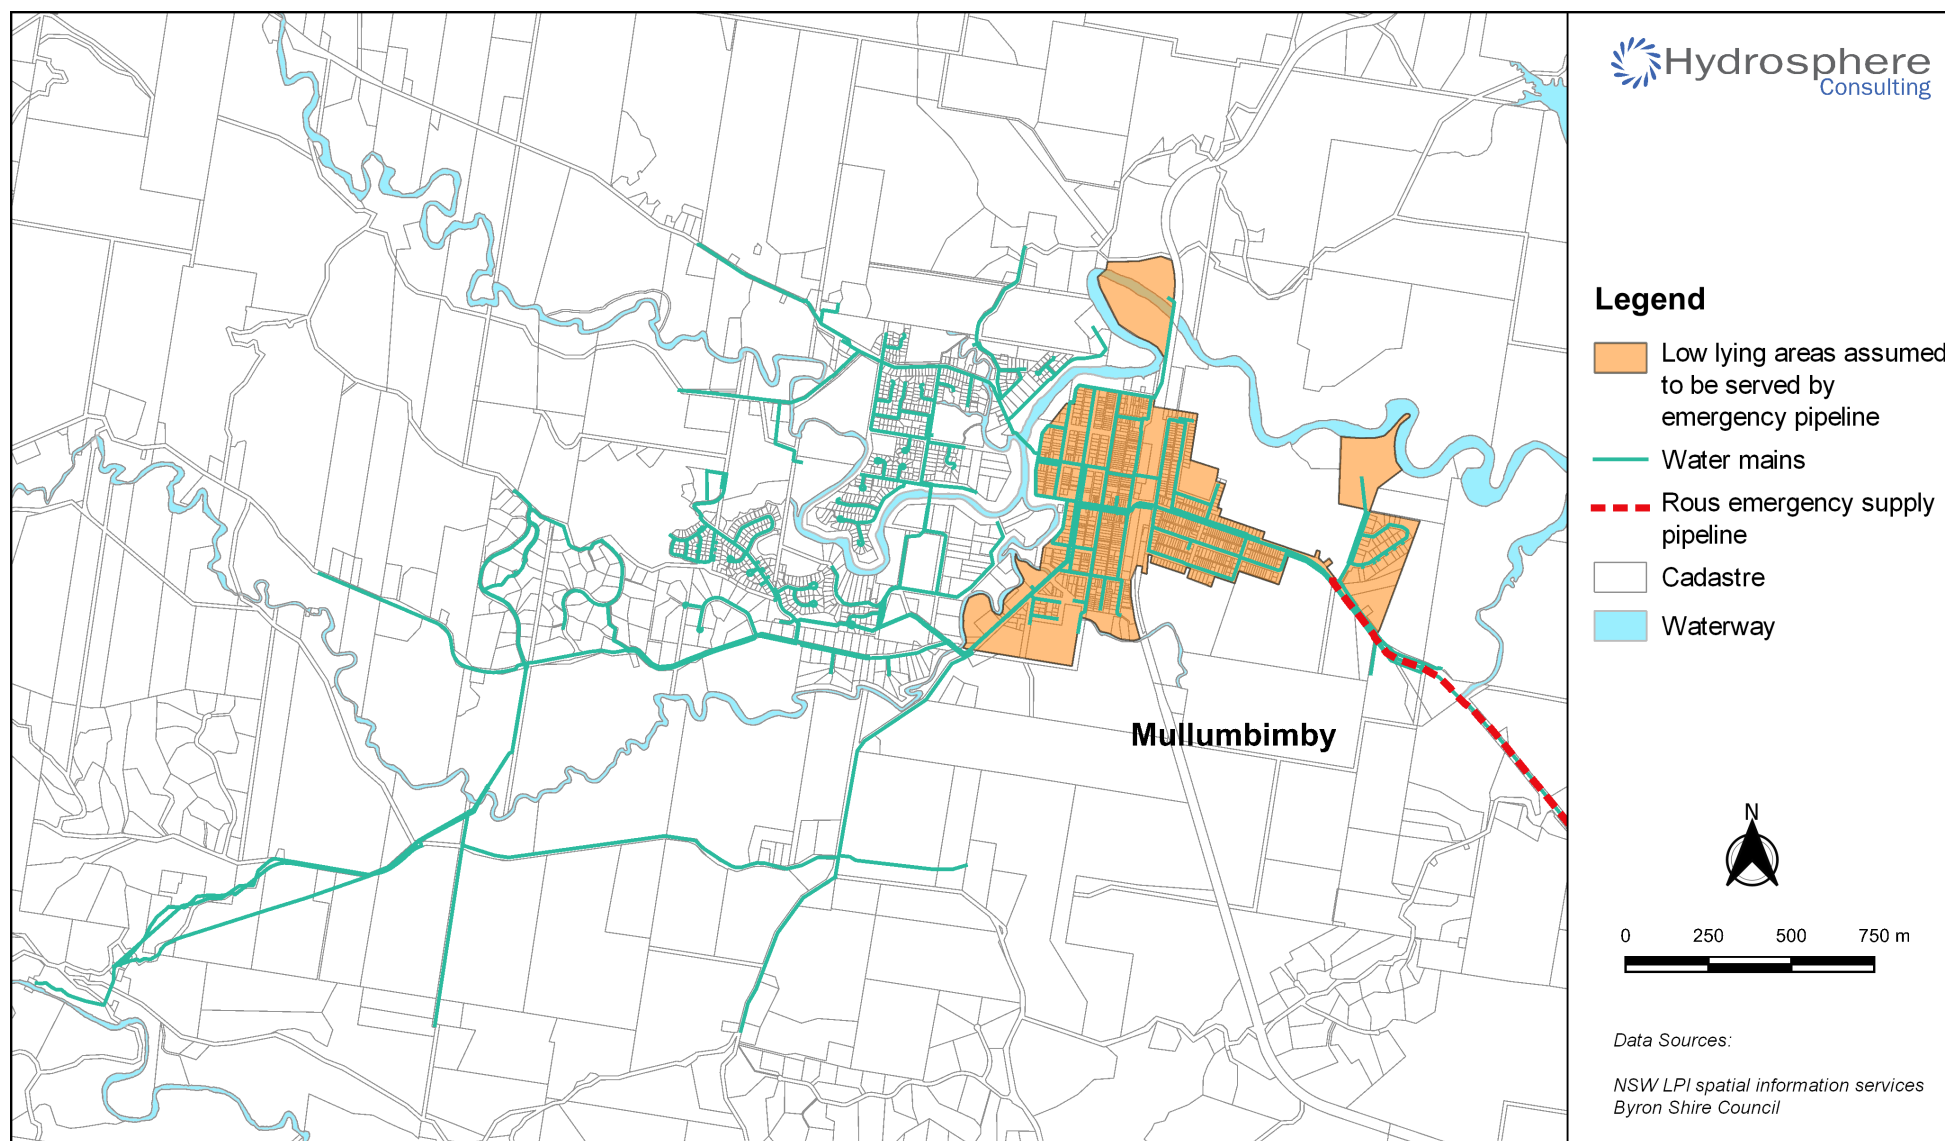 Hydrosphere
Consulting
Legend
Low lying areas assumed
to be served by
emergency pipeline
Water mains
Rous emergency supply
pipeline
Cadastre
Waterway
Mullumbimby
N
0 250 500 750 m
Data Sources:
NSW LPI spatial information services
Byron Shire Council